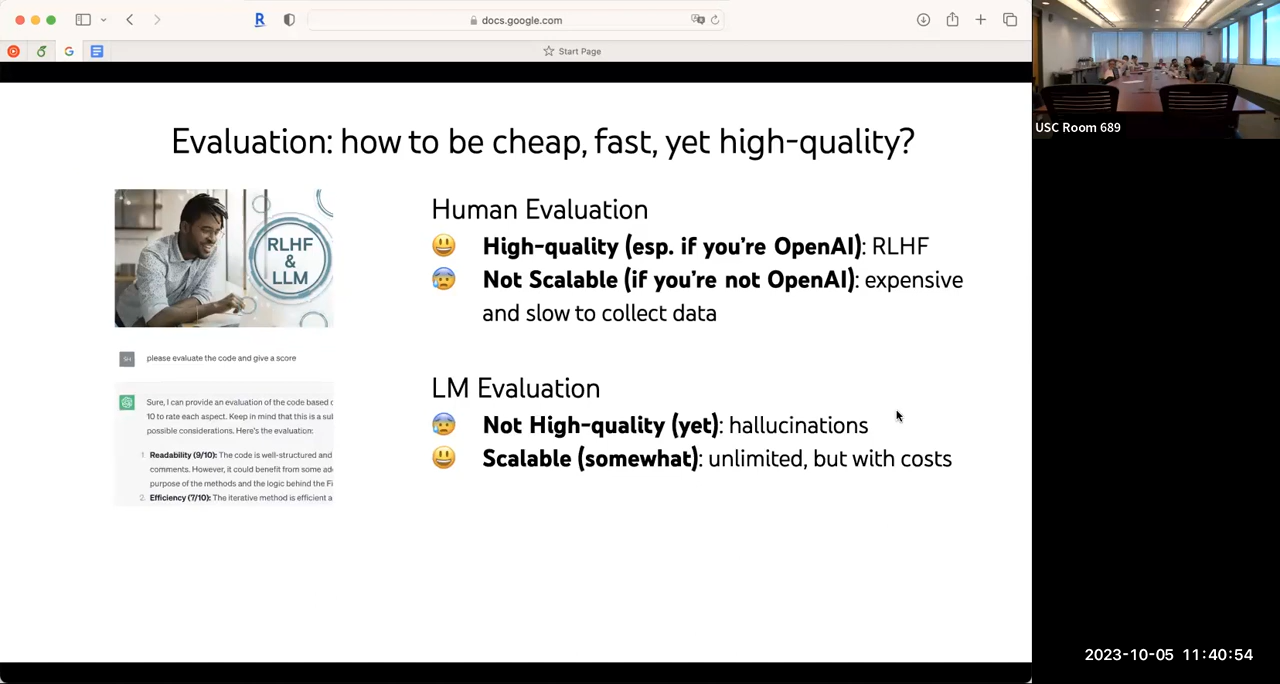 docs.google.com
Start Page
USC Room 689
Evaluation: how to be cheap, fast, yet high-quality?
RLHF
&
LLM
Human Evaluation
High-quality (esp. if you're OpenAI): RLHF
Not Scalable (if you're not OpenAI): expensive
and slow to collect data
SH
please evaluate the code and give a score
Sure, I can provide an evaluation of the code based
10 to rate each aspect. Keep in mind that this is a
possible considerations. Here's the evaluation:
1. Readability (9/10): The code is well-structured and
comments. However, it could benefit from some
purpose of the methods and the logic behind the
2. Efficiency (7/10): The iterative method is efficient
LM Evaluation
Not High-quality (yet): hallucinations
Scalable (somewhat): unlimited, but with costs
2023-10-05 11:40:54